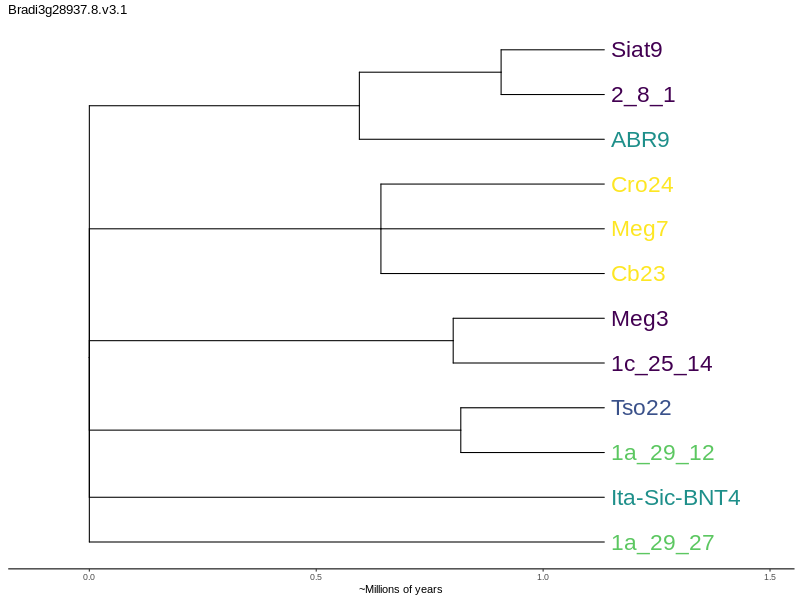 Bradi3g28937.8.v3.1
Siat9
2_8_1
ABR9
Cro24
Meg7
Cb23
Meg3
1c_25_14
Tso22
1a_29_12
Ita-Sic-BNT4
1a_29_27
0.0 0.5 1.0 1.5
~Millions of years